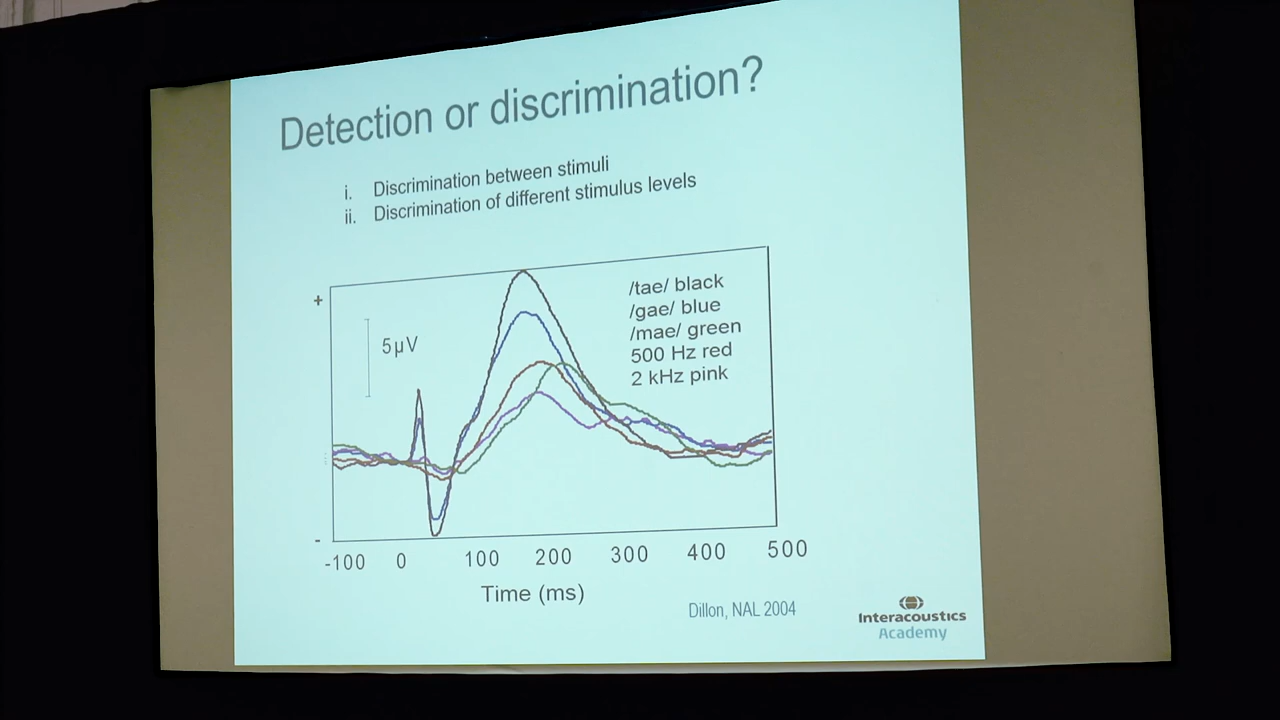 Detection or discrimination?
i. Discrimination between stimuli
ii. Discrimination of different stimulus levels
+
5µV
/tae/ black
/gae/ blue
/mae/ green
500 Hz red
2 kHz pink
-
-100 0 100 200 300 400 500
Time (ms)
Dillon, NAL 2004
Interacoustics
Academy